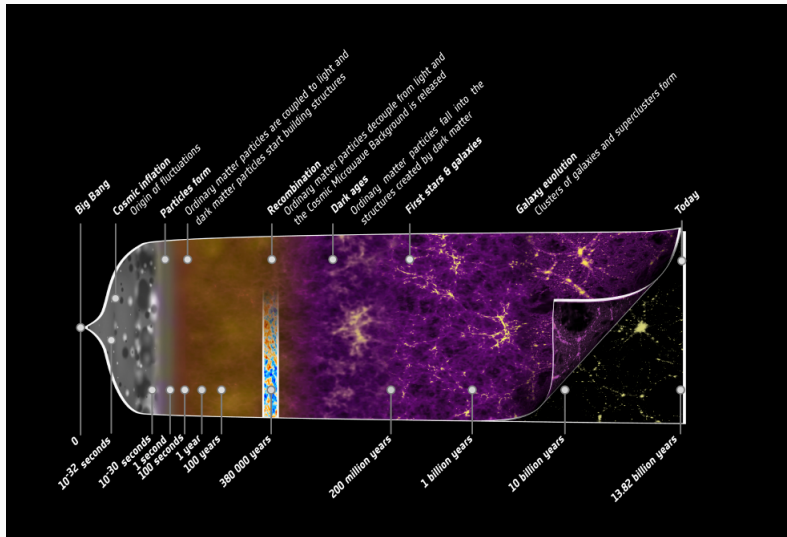 Big Bang
Cosmic inflation
Origin of fluctuations
Particles form
Ordinary matter particles are coupled to light and
dark matter particles start building structures
Recombination
Ordinary matter particles decouple from light and
the Cosmic Microwave Background is released
Dark ages
Ordinary matter particles fall into the
structures created by dark matter
First stars & galaxies
Galaxy evolution
Clusters of galaxies and superclusters form
Today
0
10⁻³² seconds
10⁻³⁰ seconds
1 second
100 seconds
1 year
100 years
380 000 years
200 million years
1 billion years
10 billion years
13.82 billion years